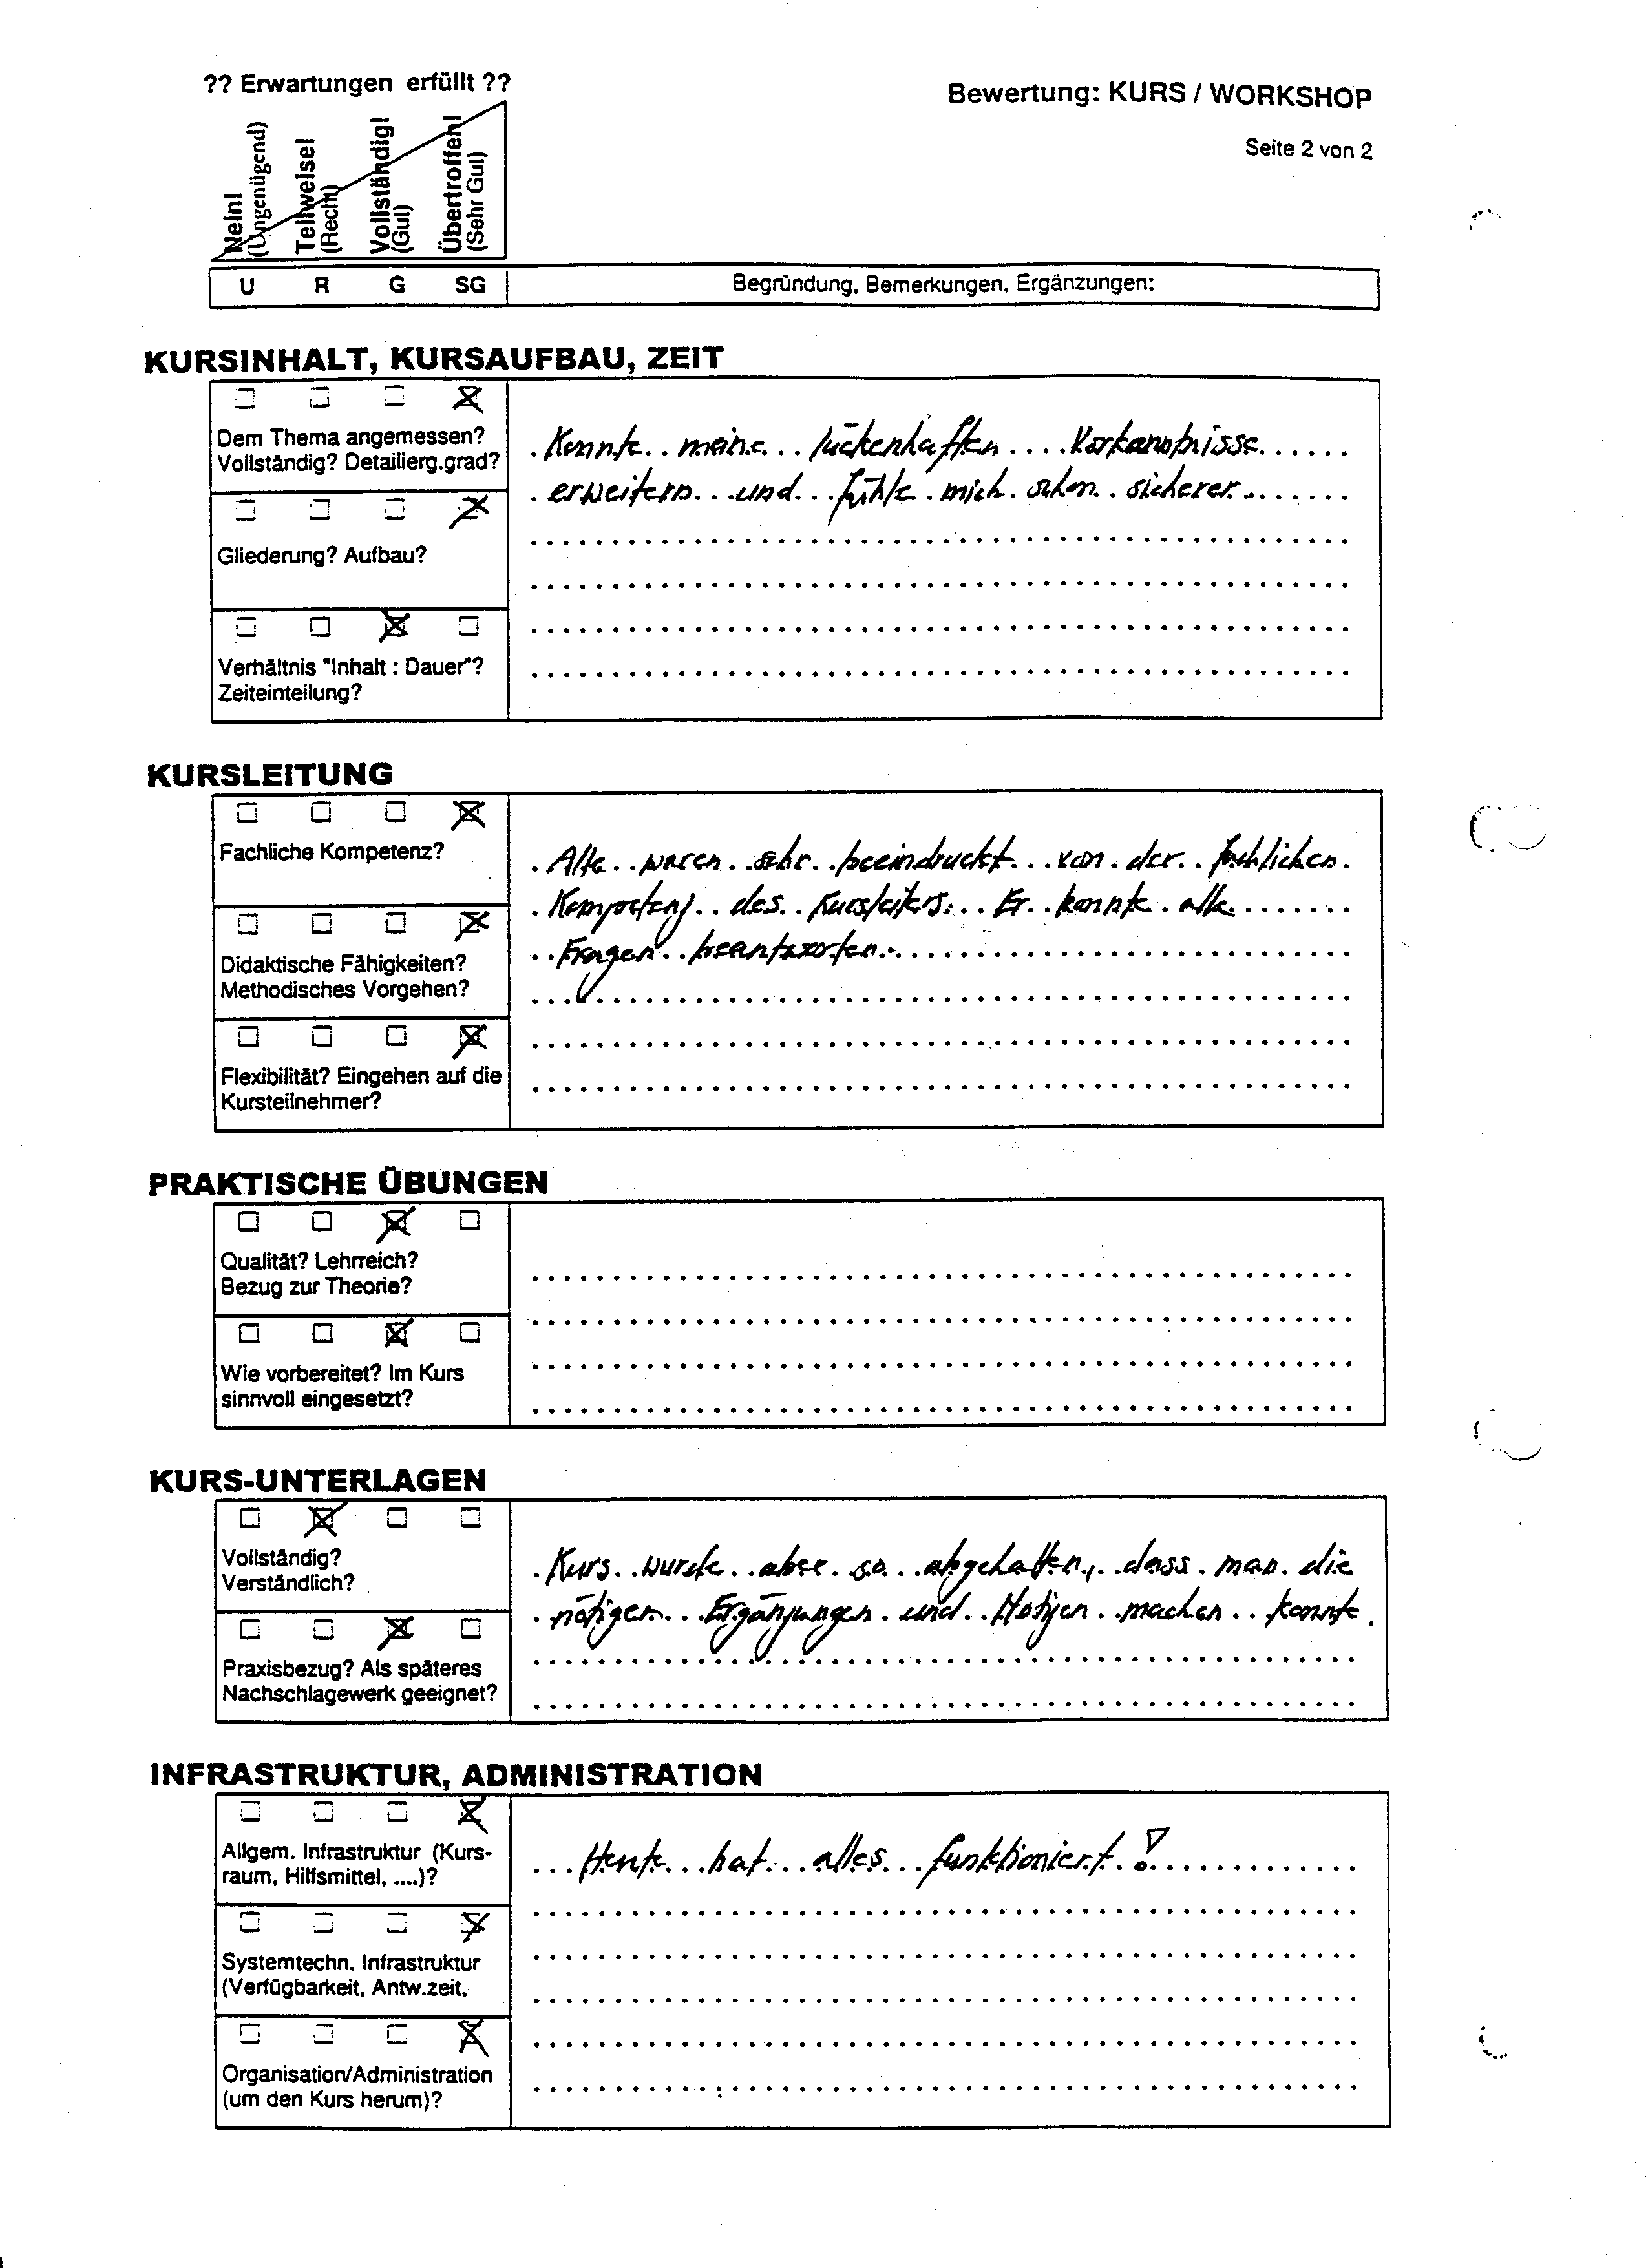 ?? Erwartungen erfüllt ??
Bewertung: KURS / WORKSHOP
Seite 2 von 2
Nein!
(Ungenügend)
Teilweise!
(Recht)
Vollständig!
(Gut)
Übertroffen!
(Sehr Gut)
U R G SG
Begründung, Bemerkungen, Ergänzungen:
KURSINHALT, KURSAUFBAU, ZEIT
Dem Thema angemessen?
Vollständig? Detailierg.grad?
Konnte meine lückenhaften Vorkenntnisse
erweitern und fühle mich schon sicherer.
Gliederung? Aufbau?
Verhältnis "Inhalt : Dauer"?
Zeiteinteilung?
KURSLEITUNG
Fachliche Kompetenz?
Alle waren sehr beeindruckt von der fachlichen
Kompetenz des Kursleiters. Er konnte alle
Fragen beantworten.
Didaktische Fähigkeiten?
Methodisches Vorgehen?
Flexibilität? Eingehen auf die
Kursteilnehmer?
PRAKTISCHE ÜBUNGEN
Qualität? Lehrreich?
Bezug zur Theorie?
Wie vorbereitet? Im Kurs
sinnvoll eingesetzt?
KURS-UNTERLAGEN
Vollständig?
Verständlich?
Kurs wurde aber so abgehalten, dass man die
nötigen Ergänzungen und Notizen machen konnte.
Praxisbezug? Als späteres
Nachschlagewerk geeignet?
INFRASTRUKTUR, ADMINISTRATION
Allgem. Infrastruktur (Kurs-
raum, Hilfsmittel, ....)?
Heute hat alles funktioniert!
Systemtechn. Infrastruktur
(Verfügbarkeit, Antw.zeit,
Organisation/Administration
(um den Kurs herum)?